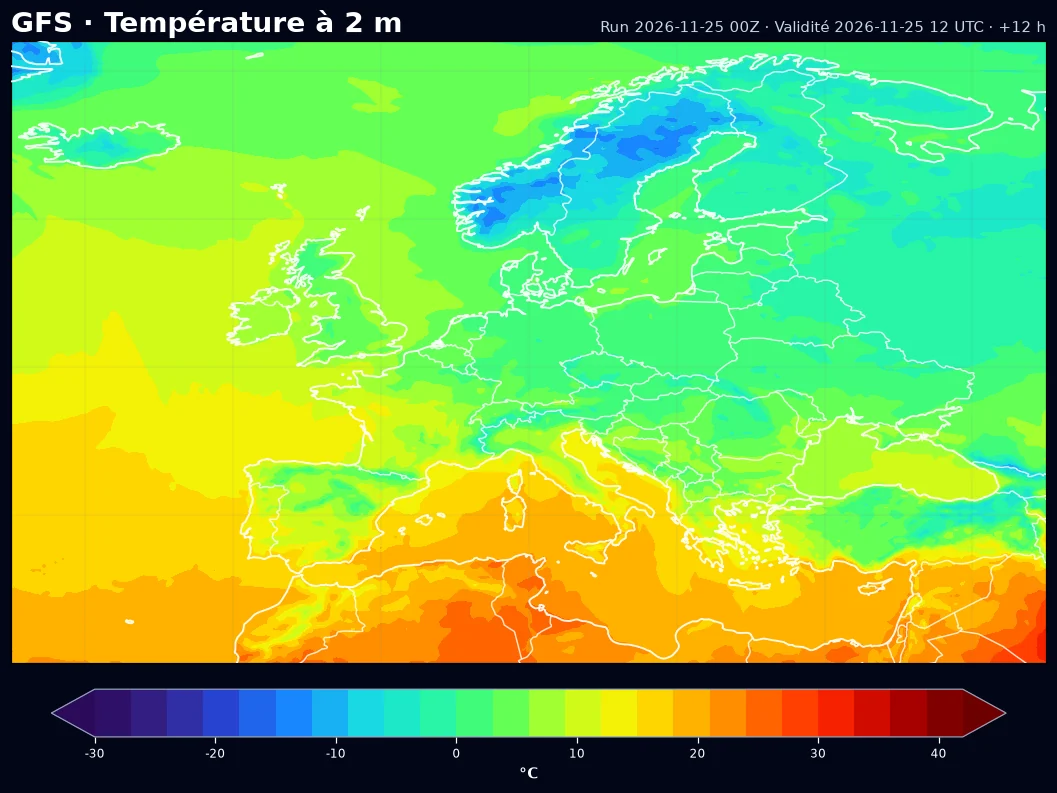 GFS · Température à 2 m
Run 2026-11-25 00Z · Validité 2026-11-25 12 UTC · +12 h
-30 -20 -10 0 10 20 30 40
°C